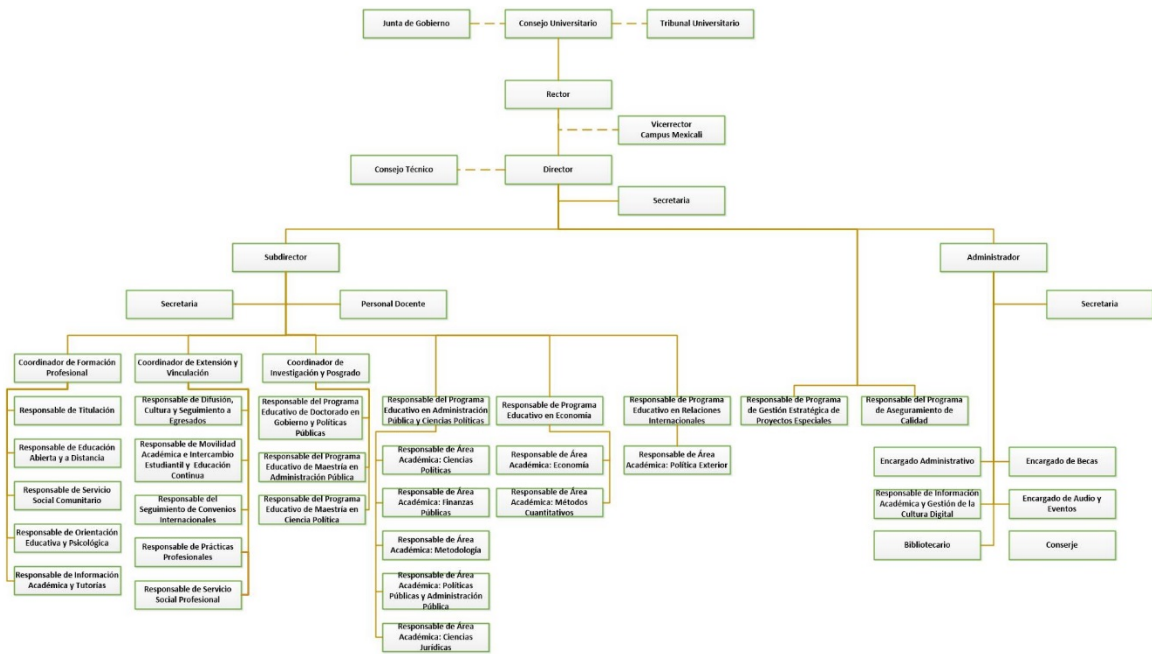 Junta de Gobierno
Consejo Universitario
Tribunal Universitario
Rector
Vicerrector
Campus Mexicali
Consejo Técnico
Director
Secretaria
Subdirector
Administrador
Secretaria
Personal Docente
Secretaria
Coordinador de Formación
Profesional
Coordinador de Extensión y
Vinculación
Coordinador de
Investigación y Posgrado
Responsable de Titulación
Responsable de Educación
Abierta y a Distancia
Responsable de Servicio
Social Comunitario
Responsable de Orientación
Educativa y Psicológica
Responsable de Información
Académica y Tutorías
Responsable de Difusión,
Cultura y Seguimiento a
Egresados
Responsable de Movilidad
Académica e Intercambio
Estudiantil y Educación
Continua
Responsable del
Seguimiento de Convenios
Internacionales
Responsable de Prácticas
Profesionales
Responsable de Servicio
Social Profesional
Responsable del Programa
Educativo de Doctorado en
Gobierno y Políticas
Públicas
Responsable del Programa
Educativo de Maestría en
Administración Pública
Responsable del Programa
Educativo de Maestría en
Ciencia Política
Responsable del Programa
Educativo en Administración
Pública y Ciencias Políticas
Responsable de Área
Académica: Ciencias
Políticas
Responsable de Área
Académica: Finanzas
Públicas
Responsable de Área
Académica: Metodología
Responsable de Área
Académica: Políticas
Públicas y Administración
Pública
Responsable de Área
Académica: Ciencias
Jurídicas
Responsable de Programa
Educativo en Economía
Responsable de Área
Académica: Economía
Responsable de Área
Académica: Métodos
Cuantitativos
Responsable de Programa
Educativo en Relaciones
Internacionales
Responsable de Área
Académica: Política Exterior
Responsable de Programa
de Gestión Estratégica de
Proyectos Especiales
Responsable del Programa
de Aseguramiento de
Calidad
Encargado Administrativo
Encargado de Becas
Responsable de Información
Académica y Gestión de la
Cultura Digital
Encargado de Audio y
Eventos
Bibliotecario
Conserje